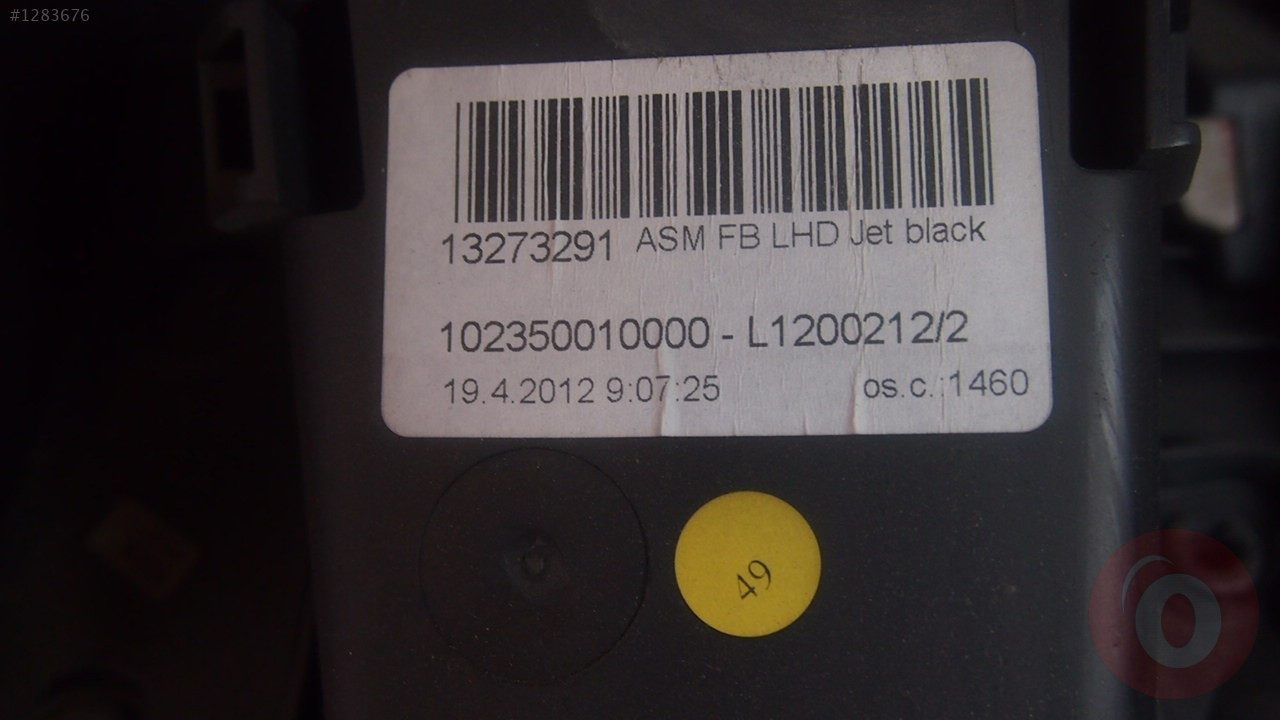 #1283676
13273291 ASM FB LHD Jet black
102350010000 - L1200212/2
19.4.2012 9:07:25 os.c.:1460
49